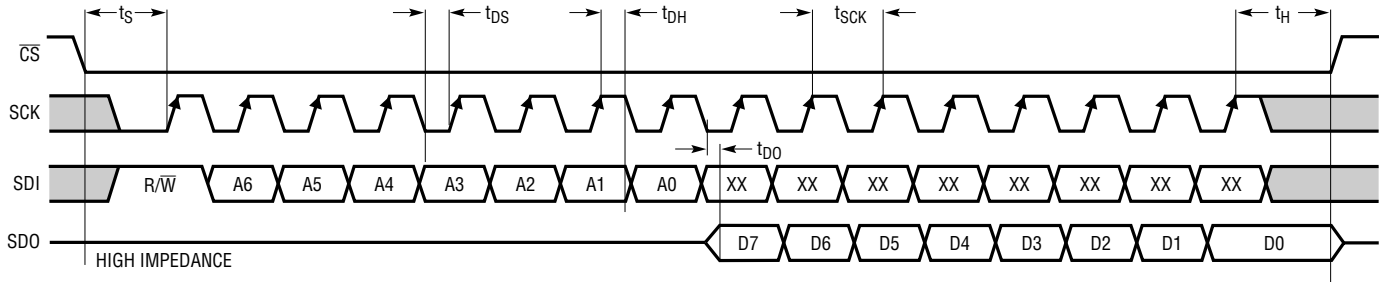 tS tDS tDH tSCK tH
CS
SCK
tDO
SDI R/W A6 A5 A4 A3 A2 A1 A0 XX XX XX XX XX XX XX XX
SDO D7 D6 D5 D4 D3 D2 D1 D0
HIGH IMPEDANCE